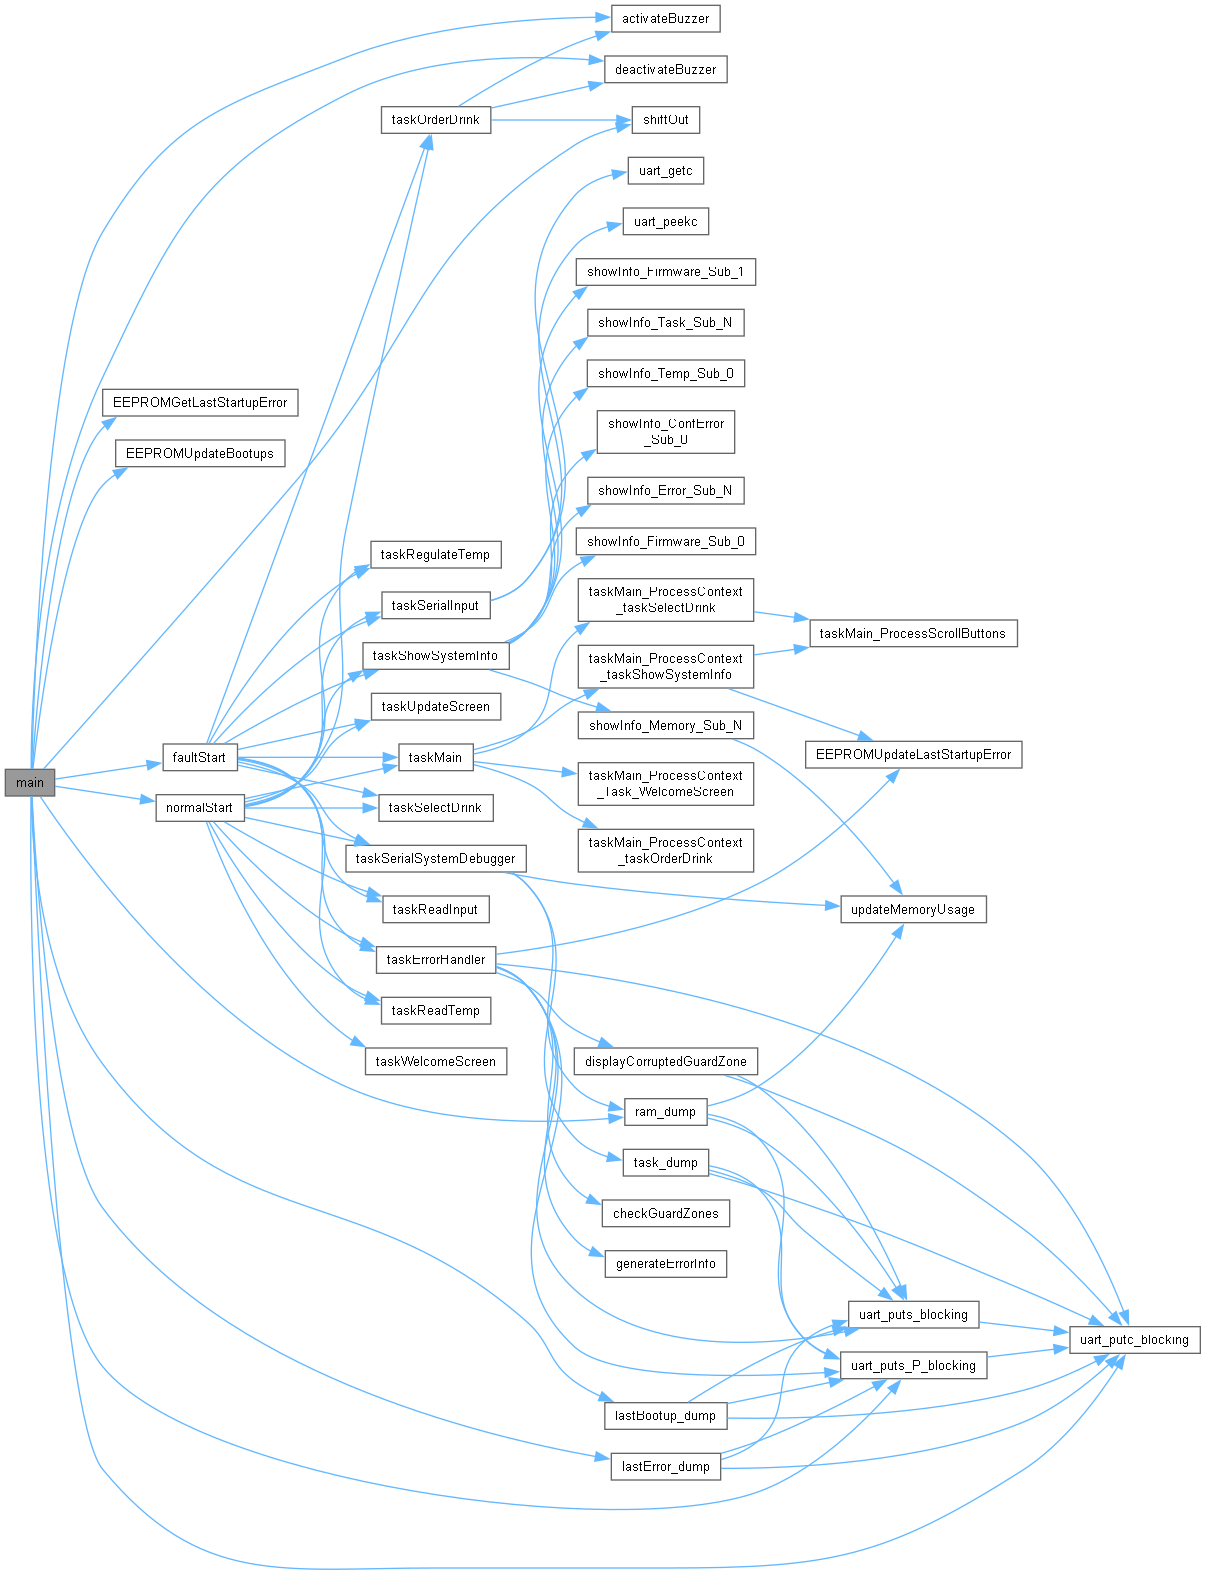 activateBuzzer
deactivateBuzzer
taskOrderDrink
shiftOut
uart_getc
uart_peekc
showInfo_Firmware_Sub_1
showInfo_Task_Sub_N
showInfo_Temp_Sub_0
EEPROMGetLastStartupError
showInfo_ConfError
_Sub_0
EEPROMUpdateBootups
showInfo_Error_Sub_N
showInfo_Firmware_Sub_0
taskRegulateTemp
taskMain_ProcessContext
_taskSelectDrink
taskSerialInput
taskMain_ProcessScrollButtons
taskShowSystemInfo
taskMain_ProcessContext
_taskShowSystemInfo
taskUpdateScreen
showInfo_Memory_Sub_N
faultStart
taskMain
EEPROMUpdateLastStartupError
main
taskMain_ProcessContext
_Task_WelcomeScreen
normalStart
taskSelectDrink
taskMain_ProcessContext
_taskOrderDrink
taskSerialSystemDebugger
taskReadInput
updateMemoryUsage
taskErrorHandler
taskReadTemp
taskWelcomeScreen
displayCorruptedGuardZone
ram_dump
task_dump
checkGuardZones
generateErrorInfo
uart_puts_blocking
uart_putc_blocking
uart_puts_P_blocking
lastBootup_dump
lastError_dump